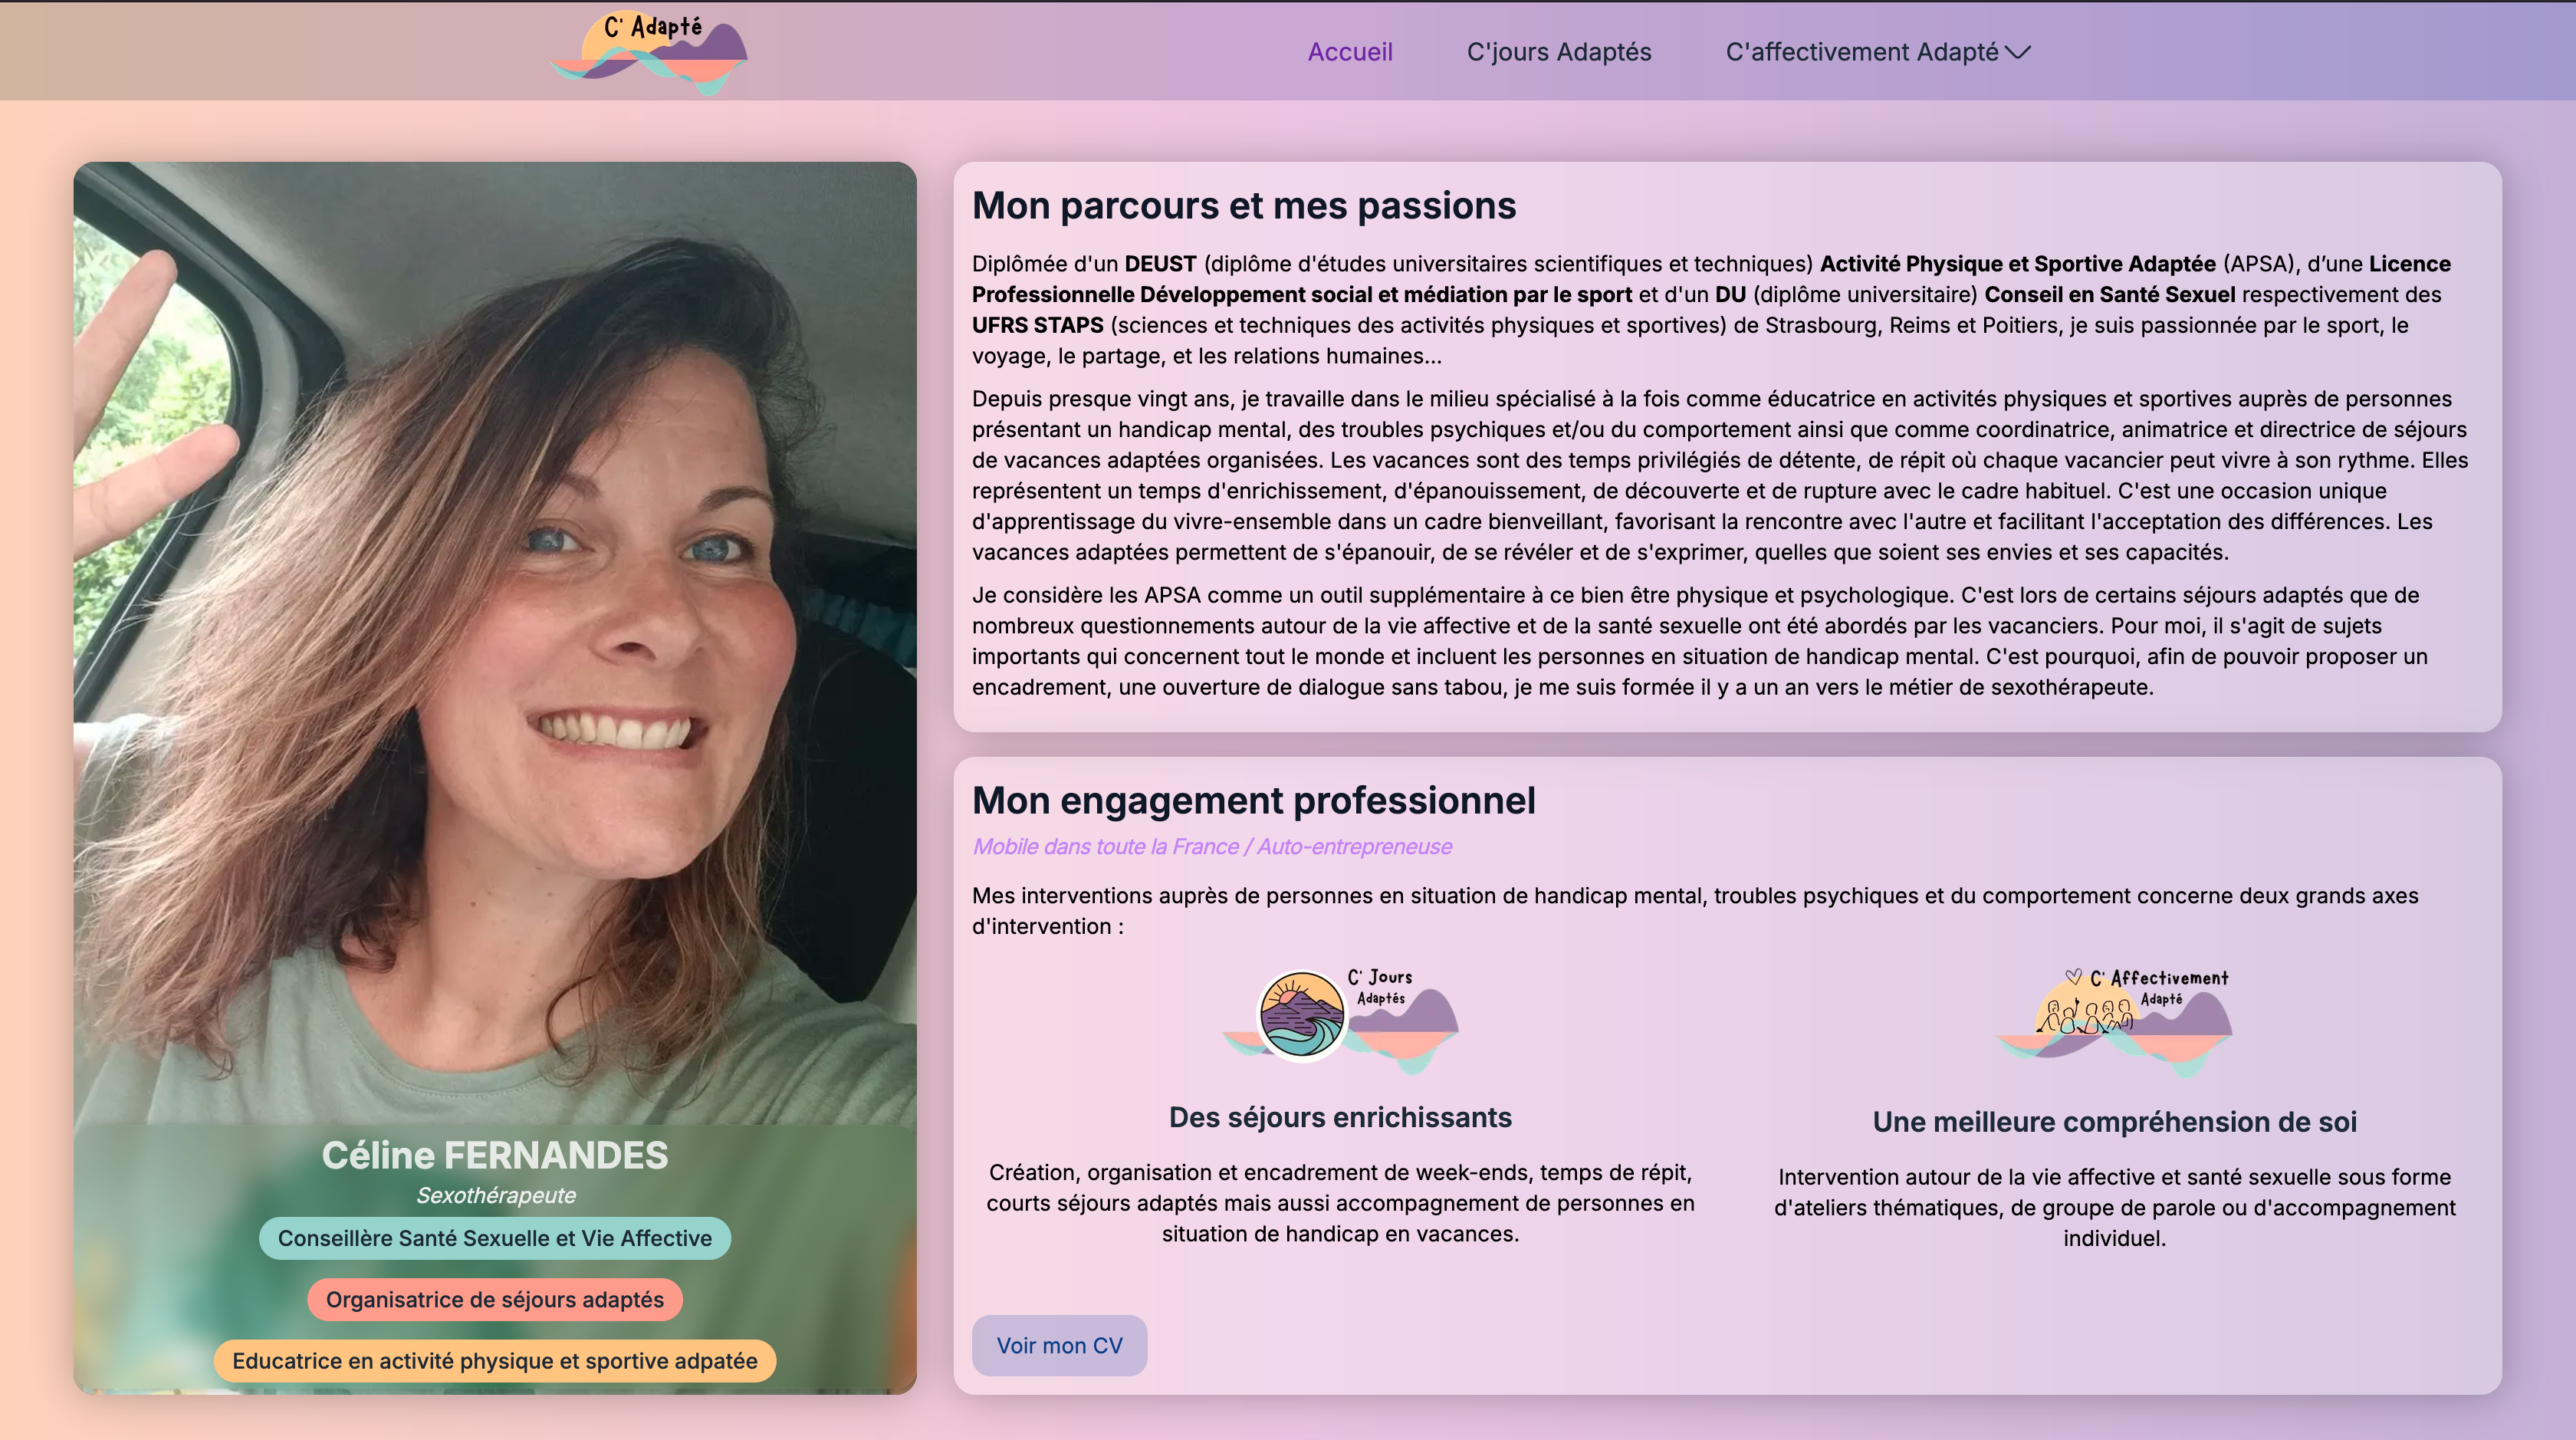 C' Adapté
Accueil
C'jours Adaptés
C'affectivement Adapté
Céline FERNANDES
Sexothérapeute
Conseillère Santé Sexuelle et Vie Affective
Organisatrice de séjours adaptés
Educatrice en activité physique et sportive adpatée
Mon parcours et mes passions
Diplômée d'un DEUST (diplôme d'études universitaires scientifiques et techniques) Activité Physique et Sportive Adaptée (APSA), d’une Licence
Professionnelle Développement social et médiation par le sport et d'un DU (diplôme universitaire) Conseil en Santé Sexuel respectivement des
UFRS STAPS (sciences et techniques des activités physiques et sportives) de Strasbourg, Reims et Poitiers, je suis passionnée par le sport, le
voyage, le partage, et les relations humaines...
Depuis presque vingt ans, je travaille dans le milieu spécialisé à la fois comme éducatrice en activités physiques et sportives auprès de personnes
présentant un handicap mental, des troubles psychiques et/ou du comportement ainsi que comme coordinatrice, animatrice et directrice de séjours
de vacances adaptées organisées. Les vacances sont des temps privilégiés de détente, de répit où chaque vacancier peut vivre à son rythme. Elles
représentent un temps d'enrichissement, d'épanouissement, de découverte et de rupture avec le cadre habituel. C'est une occasion unique
d'apprentissage du vivre-ensemble dans un cadre bienveillant, favorisant la rencontre avec l'autre et facilitant l'acceptation des différences. Les
vacances adaptées permettent de s'épanouir, de se révéler et de s'exprimer, quelles que soient ses envies et ses capacités.
Je considère les APSA comme un outil supplémentaire à ce bien être physique et psychologique. C'est lors de certains séjours adaptés que de
nombreux questionnements autour de la vie affective et de la santé sexuelle ont été abordés par les vacanciers. Pour moi, il s'agit de sujets
importants qui concernent tout le monde et incluent les personnes en situation de handicap mental. C'est pourquoi, afin de pouvoir proposer un
encadrement, une ouverture de dialogue sans tabou, je me suis formée il y a un an vers le métier de sexothérapeute.
Mon engagement professionnel
Mobile dans toute la France / Auto-entrepreneuse
Mes interventions auprès de personnes en situation de handicap mental, troubles psychiques et du comportement concerne deux grands axes
d'intervention :
C' Jours
Adaptés
Des séjours enrichissants
Création, organisation et encadrement de week-ends, temps de répit,
courts séjours adaptés mais aussi accompagnement de personnes en
situation de handicap en vacances.
C' Affectivement
Adapté
Une meilleure compréhension de soi
Intervention autour de la vie affective et santé sexuelle sous forme
d'ateliers thématiques, de groupe de parole ou d'accompagnement
individuel.
Voir mon CV